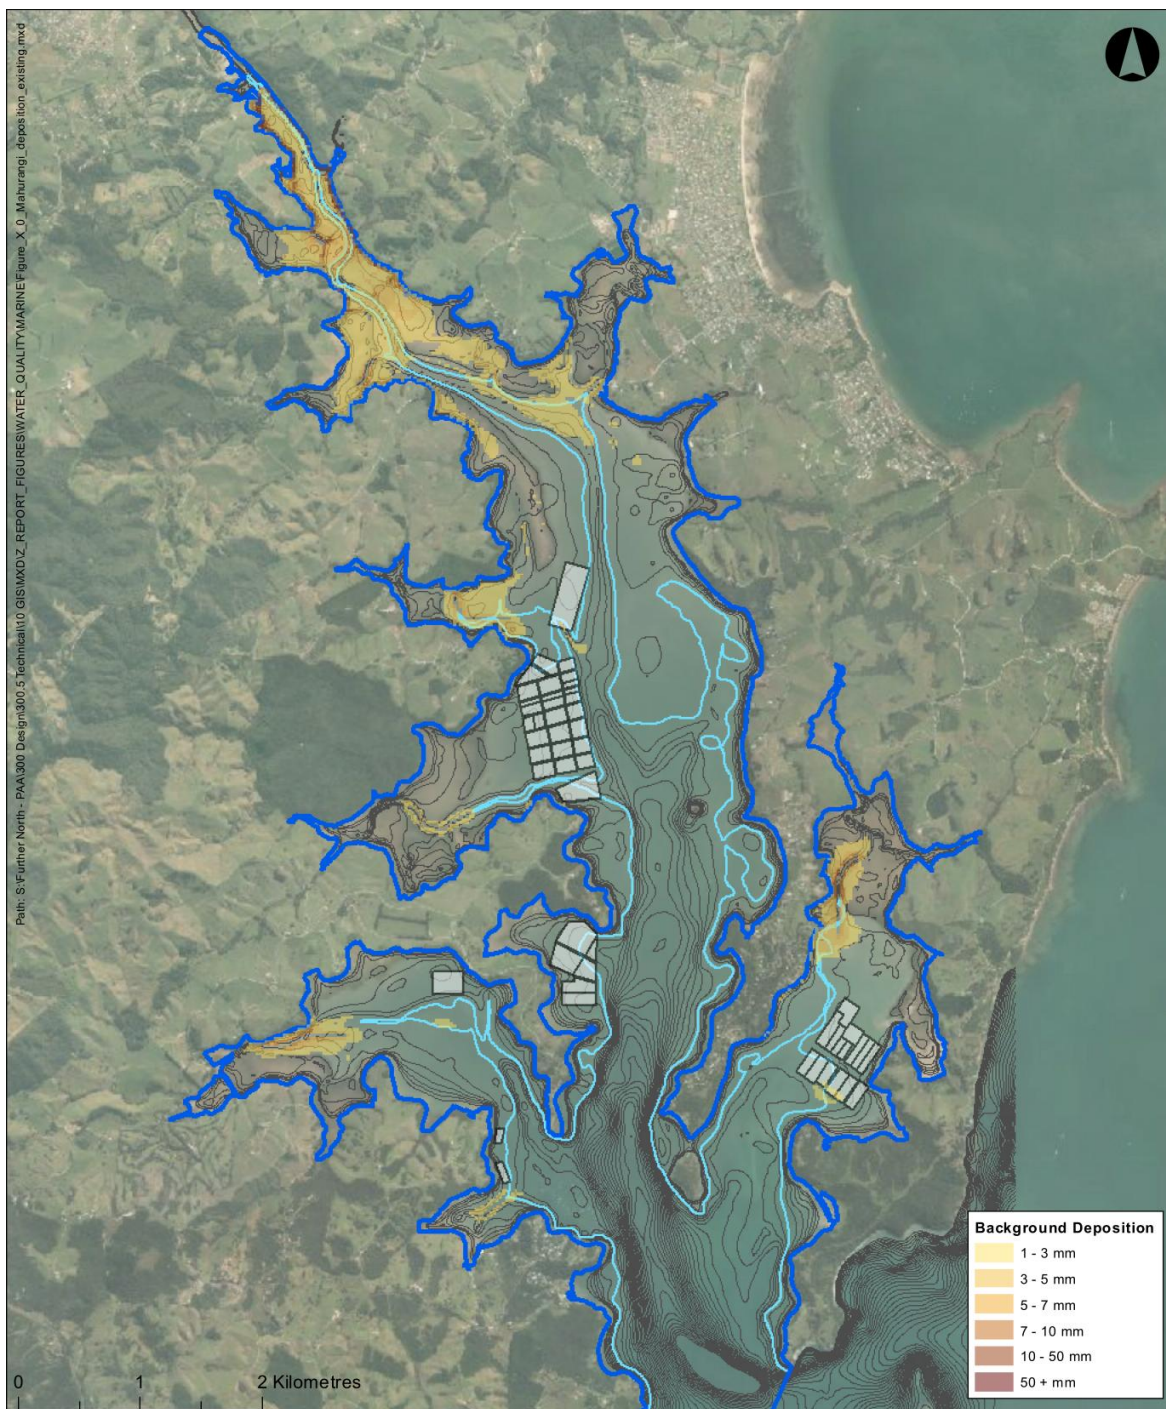 Path: S:\Further North - PAA\300 Design\300.5 Technical\10 GIS\MXD\Z_REPORT_FIGURES\WATER_QUALITY\MARINE\Figure_X_0_Mahurangi_deposition_existing.mxd
Background Deposition
1 - 3 mm
3 - 5 mm
5 - 7 mm
7 - 10 mm
10 - 50 mm
50 + mm
0 1 2 Kilometres